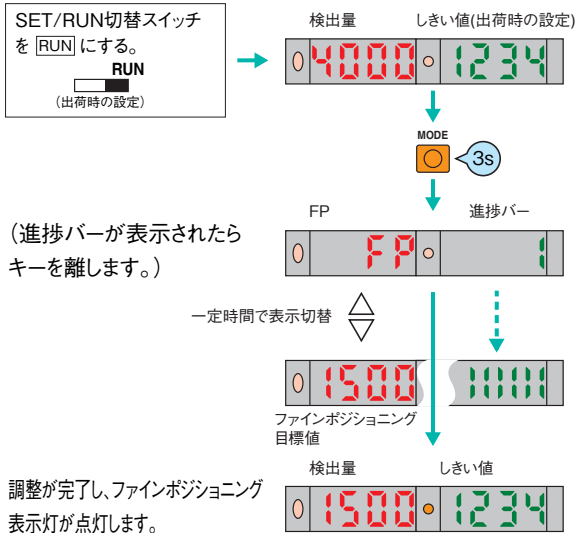 SET/RUN切替スイッチ
を RUN にする。
RUN
(出荷時の設定)
検出量 しきい値(出荷時の設定)
4000 1234
MODE
3s
(進捗バーが表示されたら
キーを離します。)
FP 進捗バー
FP 1
一定時間で表示切替
1500 111111
ファインポジショニング
目標値
検出量 しきい値
調整が完了し、ファインポジショニング
表示灯が点灯します。
1500 1234